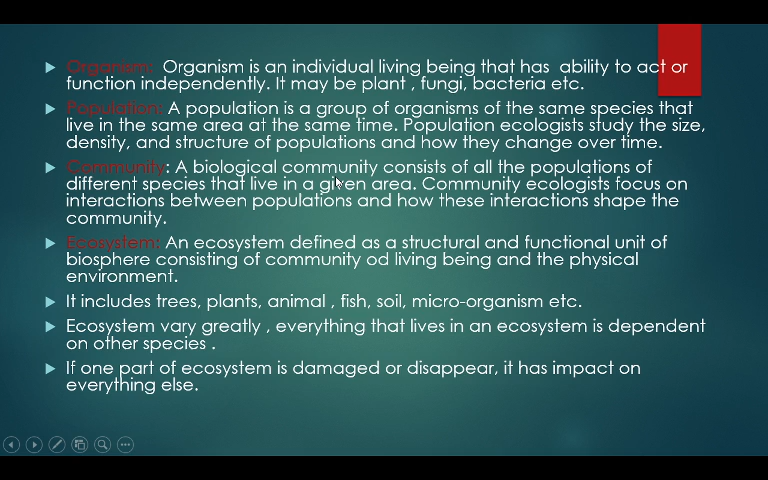 Organism: Organism is an individual living being that has ability to act or
function independently. It may be plant , fungi, bacteria etc.
Population: A population is a group of organisms of the same species that
live in the same area at the same time. Population ecologists study the size,
density, and structure of populations and how they change over time.
Community: A biological community consists of all the populations of
different species that live in a given area. Community ecologists focus on
interactions between populations and how these interactions shape the
community.
Ecosystem: An ecosystem defined as a structural and functional unit of
biosphere consisting of community od living being and the physical
environment.
It includes trees, plants, animal , fish, soil, micro-organism etc.
Ecosystem vary greatly , everything that lives in an ecosystem is dependent
on other species .
If one part of ecosystem is damaged or disappear, it has impact on
everything else.